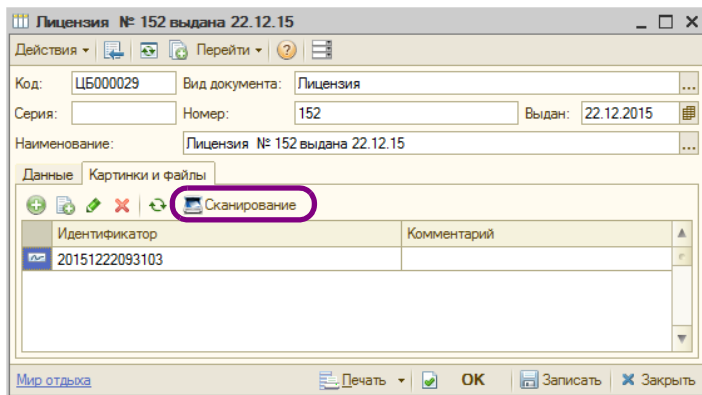 Лицензия № 152 выдана 22.12.15
Действия Перейти
Код: ЦБ000029 Вид документа: Лицензия ...
Серия: Номер: 152 Выдан: 22.12.2015
Наименование: Лицензия № 152 выдана 22.12.15 ...
Данные Картинки и файлы
Сканирование
Идентификатор Комментарий
20151222093103
Мир отдыха Печать OK Записать Закрыть